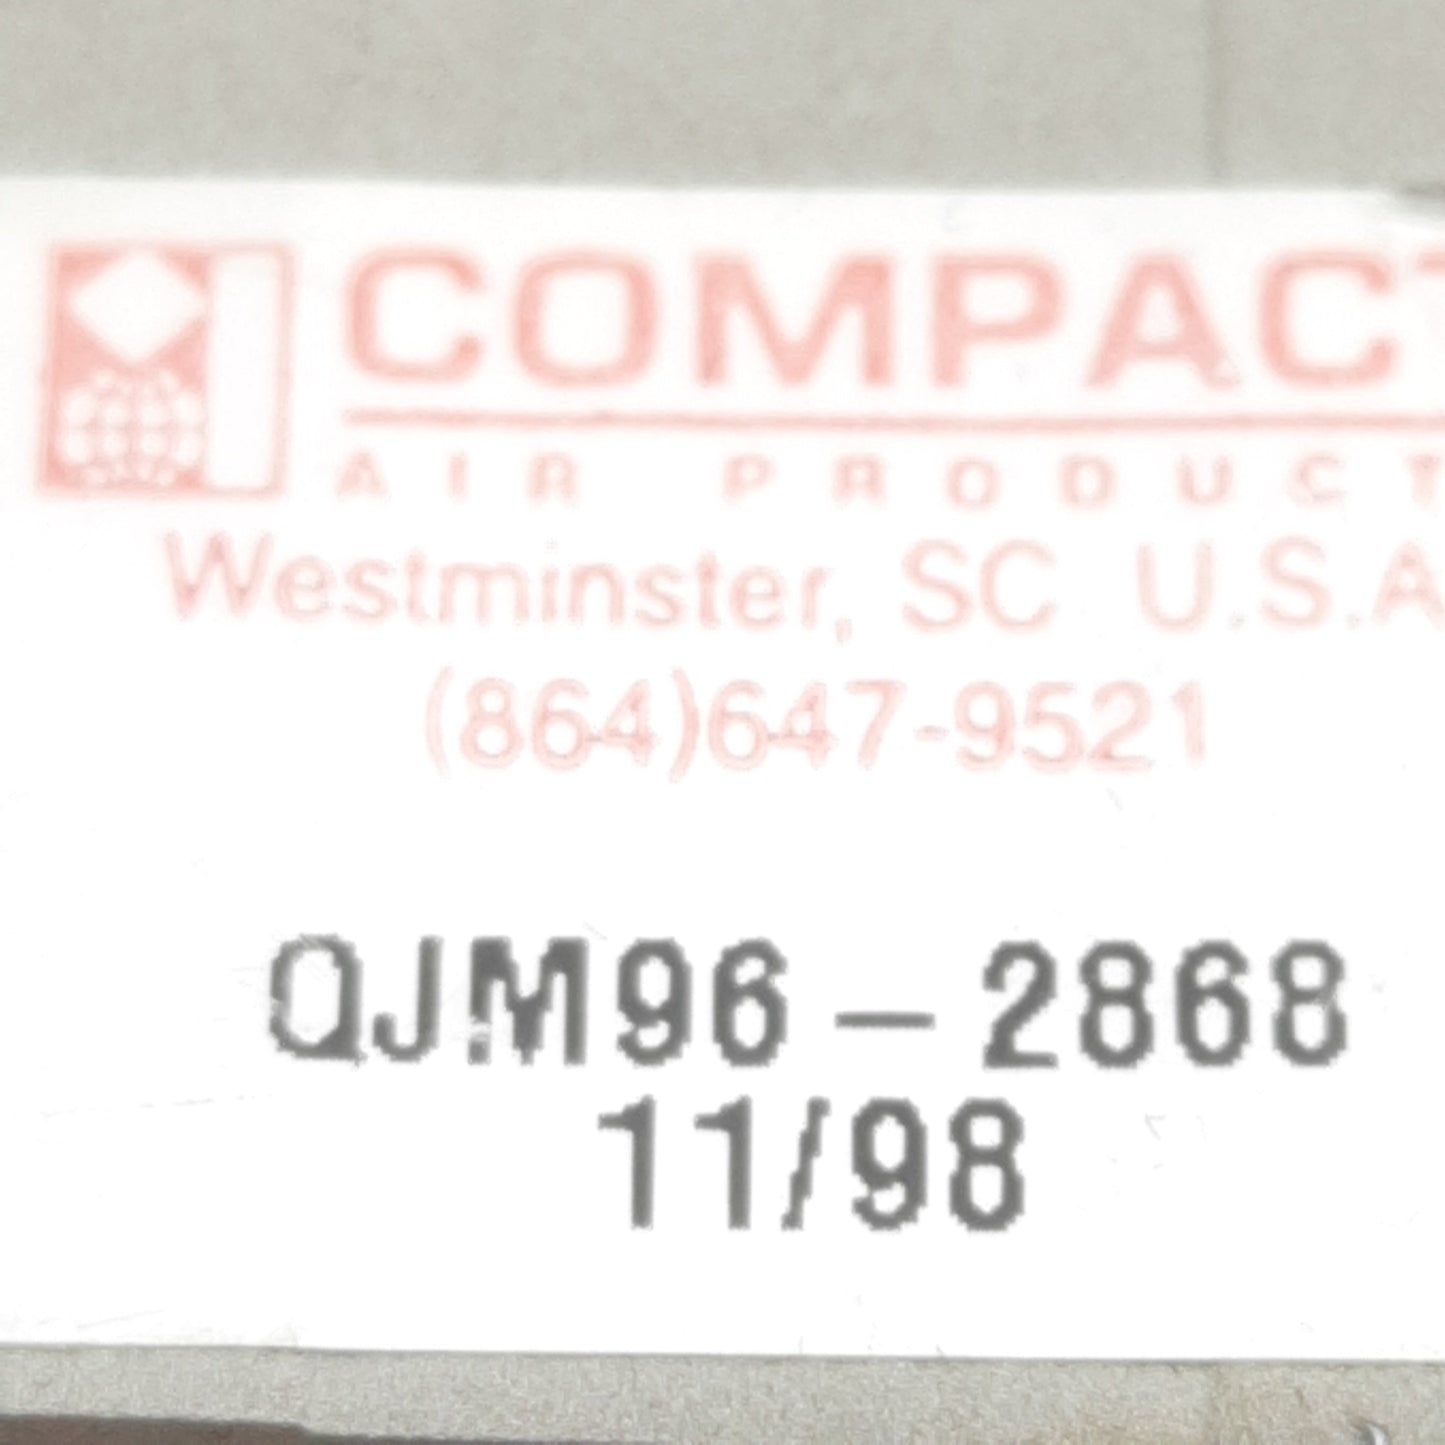 COMPACT
AIR PRODUCT
Westminster, SC U.S.A
(864)647-9521
QJM96-2868
11/98